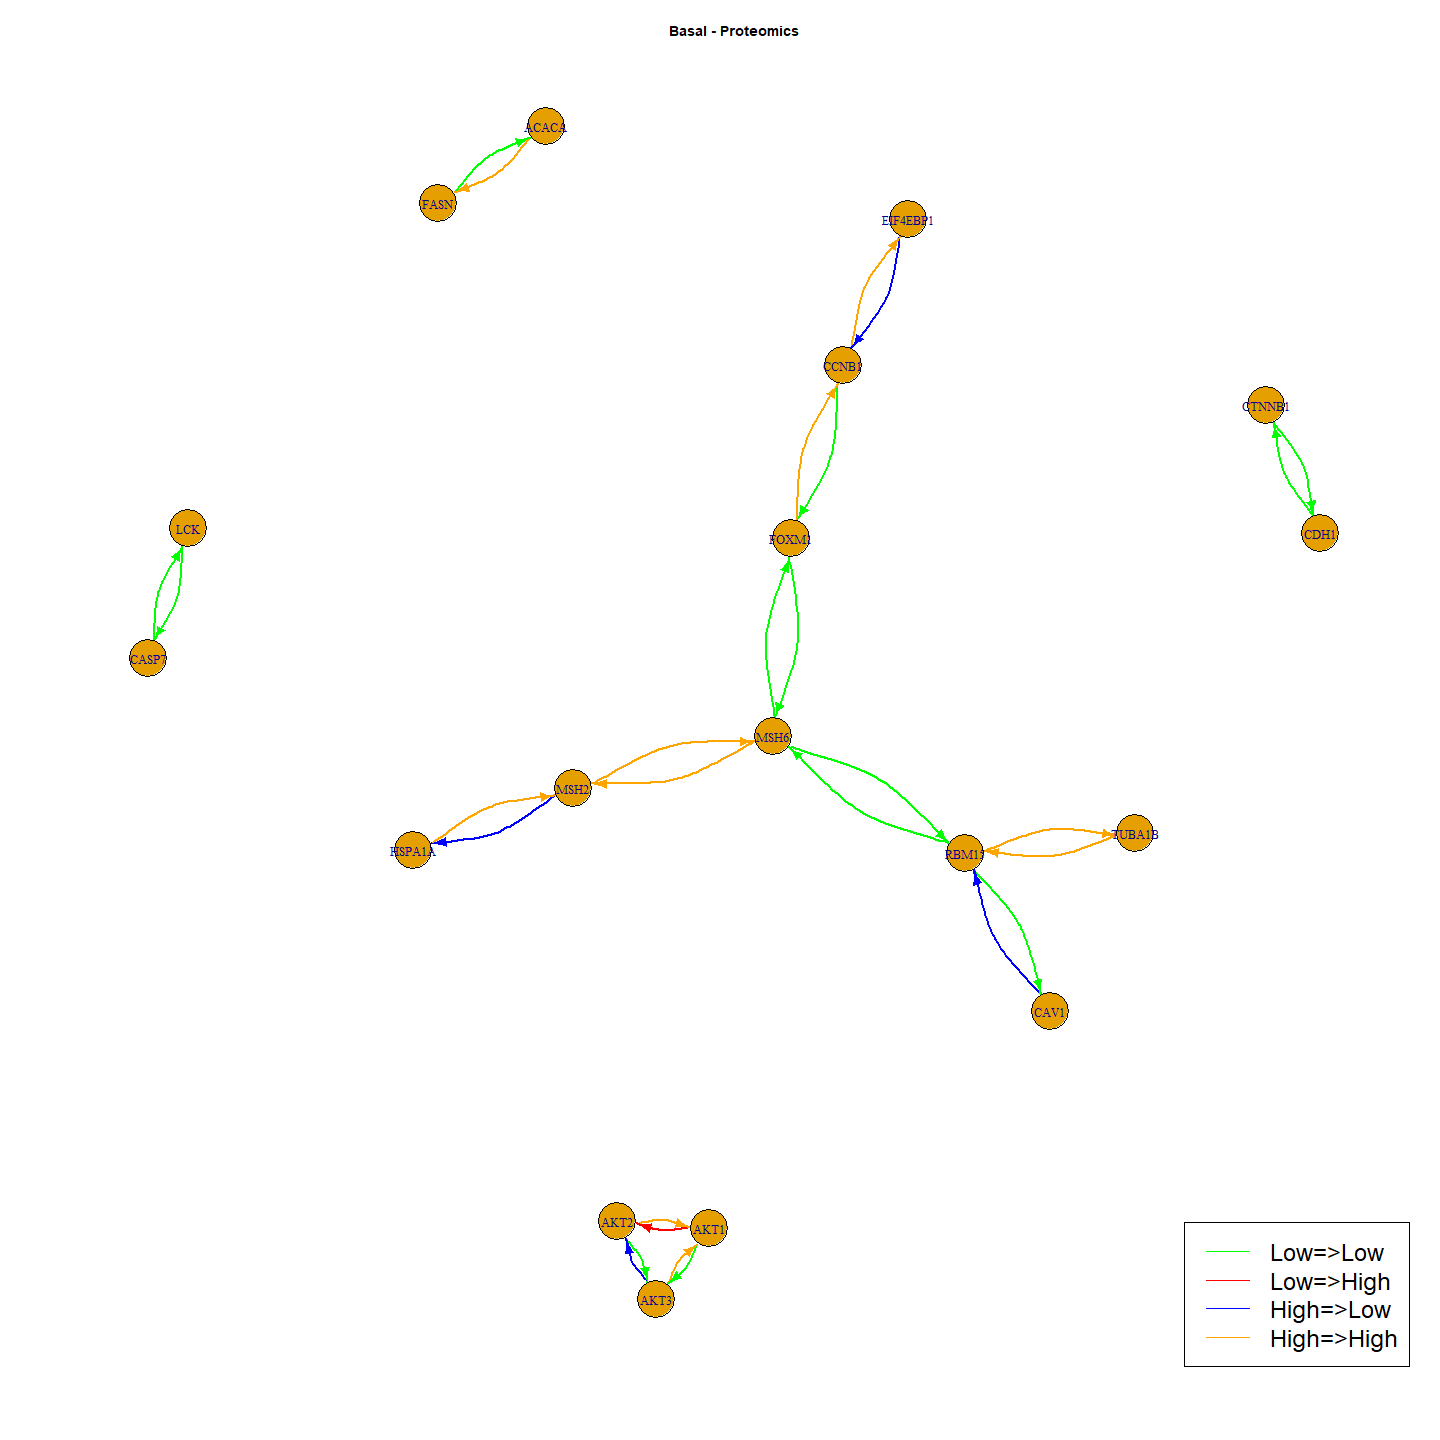 Basal - Proteomics
ACACA
FASN
EIF4EBP1
CCNB1
CTNNB1
LCK
CDH1
FOXM1
CASP7
MSH6
MSH2
TUBA1B
HSPA1A
RBM15
CAV1
AKT2
AKT1
AKT3
Low=>Low
Low=>High
High=>Low
High=>High